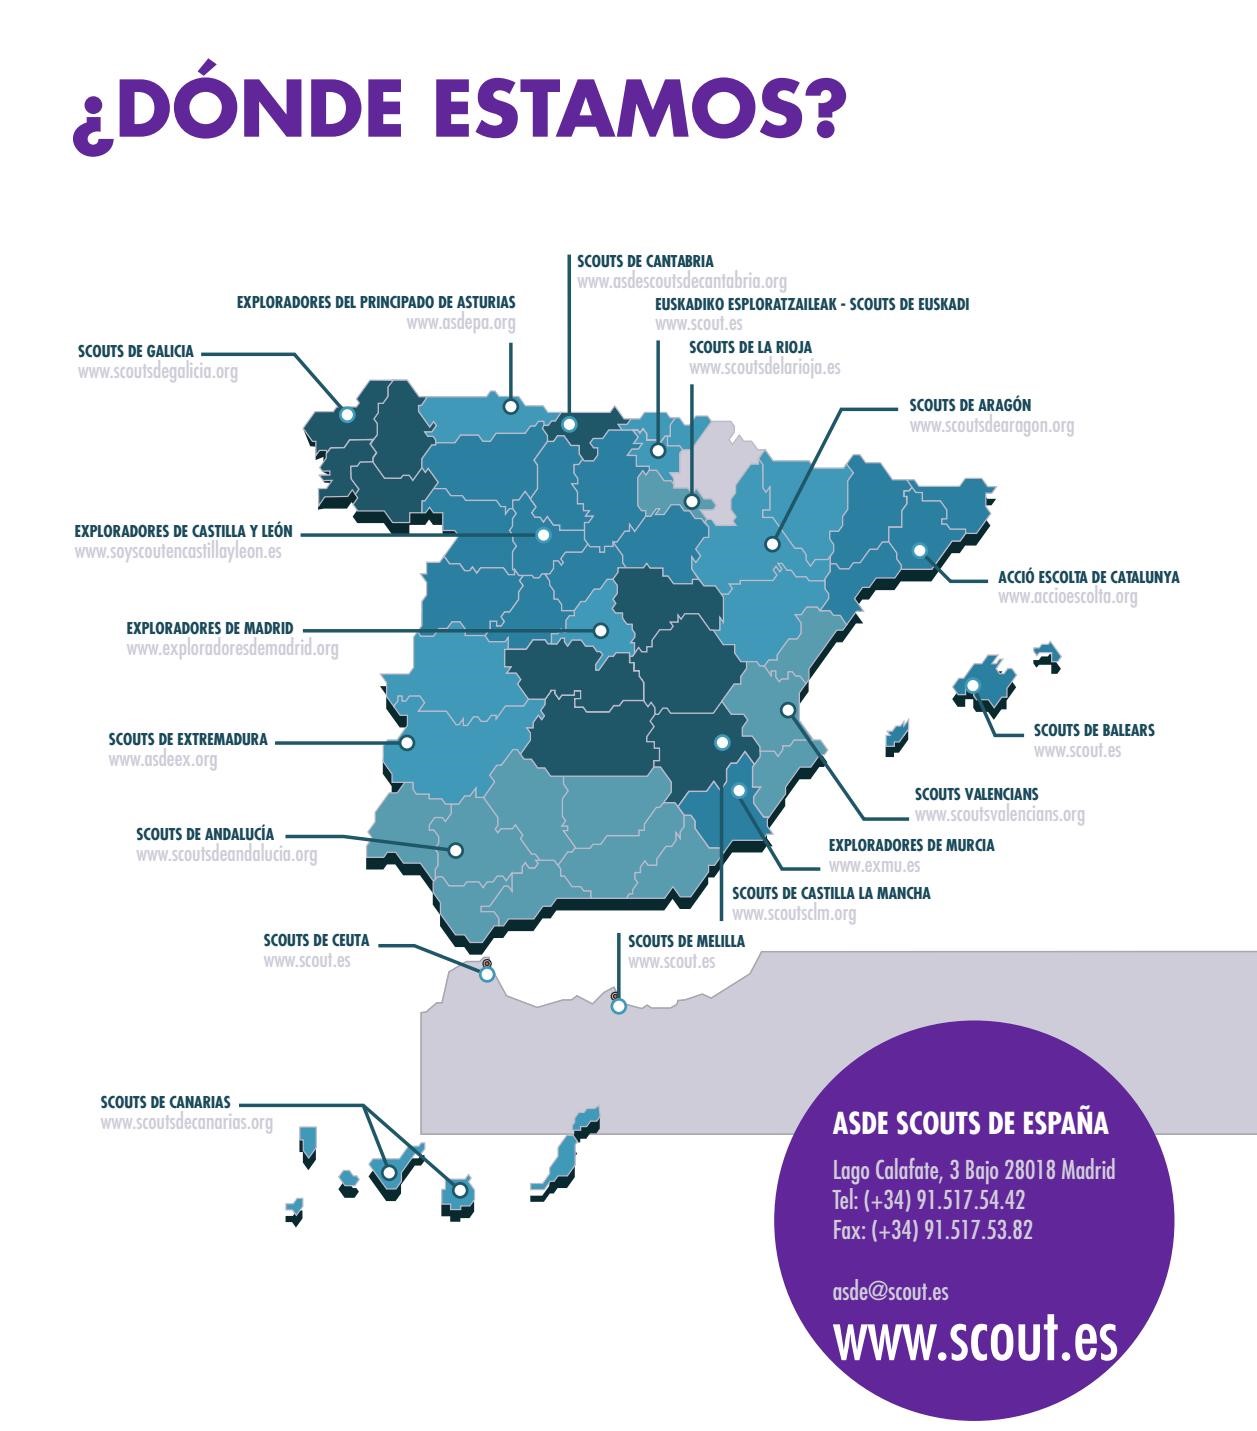 ¿DÓNDE ESTAMOS?
SCOUTS DE CANTABRIA
www.asdescoutsdecantabria.org
EXPLORADORES DEL PRINCIPADO DE ASTURIAS
www.asdepa.org
EUSKADIKO ESPLORATZAILEAK - SCOUTS DE EUSKADI
www.scout.es
SCOUTS DE GALICIA
www.scoutsdegalicia.org
SCOUTS DE LA RIOJA
www.scoutsdelarioja.es
SCOUTS DE ARAGÓN
www.scoutsdearagon.org
EXPLORADORES DE CASTILLA Y LEÓN
www.soyscoutencastillayleon.es
ACCIÓ ESCOLTA DE CATALUNYA
www.accioescolta.org
EXPLORADORES DE MADRID
www.exploradoresdemadrid.org
SCOUTS DE EXTREMADURA
www.asdeex.org
SCOUTS DE BALEARS
www.scout.es
SCOUTS VALENCIANS
www.scoutsvalencians.org
SCOUTS DE ANDALUCÍA
www.scoutsdeandalucia.org
EXPLORADORES DE MURCIA
www.exmu.es
SCOUTS DE CASTILLA LA MANCHA
www.scoutsclm.org
SCOUTS DE CEUTA
www.scout.es
SCOUTS DE MELILLA
www.scout.es
SCOUTS DE CANARIAS
www.scoutsdecanarias.org
ASDE SCOUTS DE ESPAÑA
Lago Calafate, 3 Bajo 28018 Madrid
Tel: (+34) 91.517.54.42
Fax: (+34) 91.517.53.82
asde@scout.es
www.scout.es